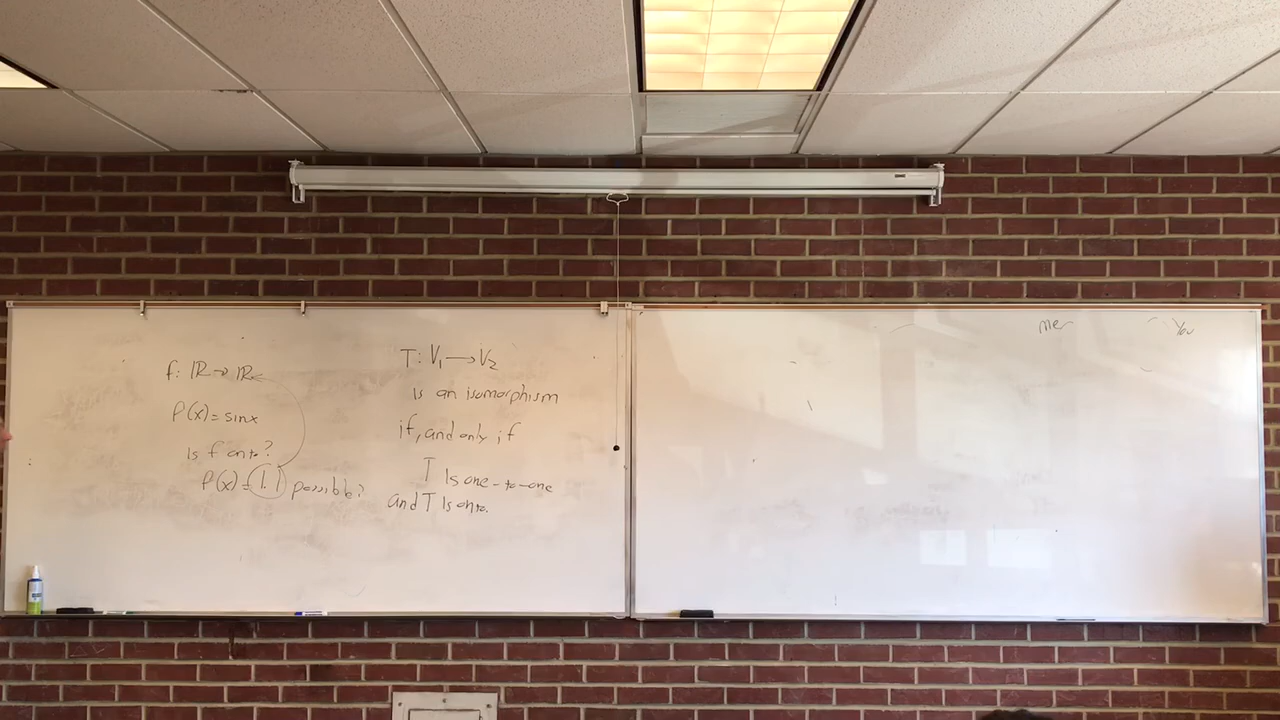 f: ℝ → ℝ
f(x) = sinx
Is f onto?
f(x) = 1.1 possible?
T: V₁ → V₂
is an isomorphism
if, and only if
T is one-to-one
and T is onto.
me
You